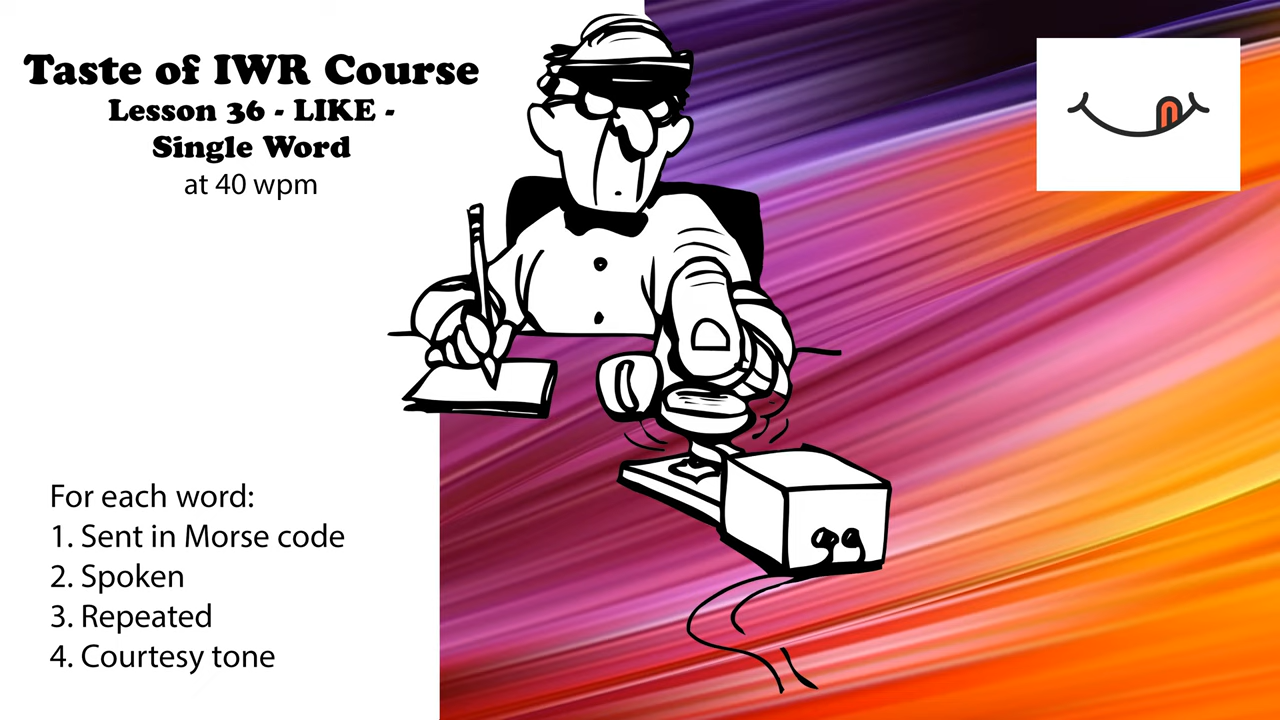 Taste of IWR Course
Lesson 36 - LIKE -
Single Word
at 40 wpm
For each word:
1. Sent in Morse code
2. Spoken
3. Repeated
4. Courtesy tone